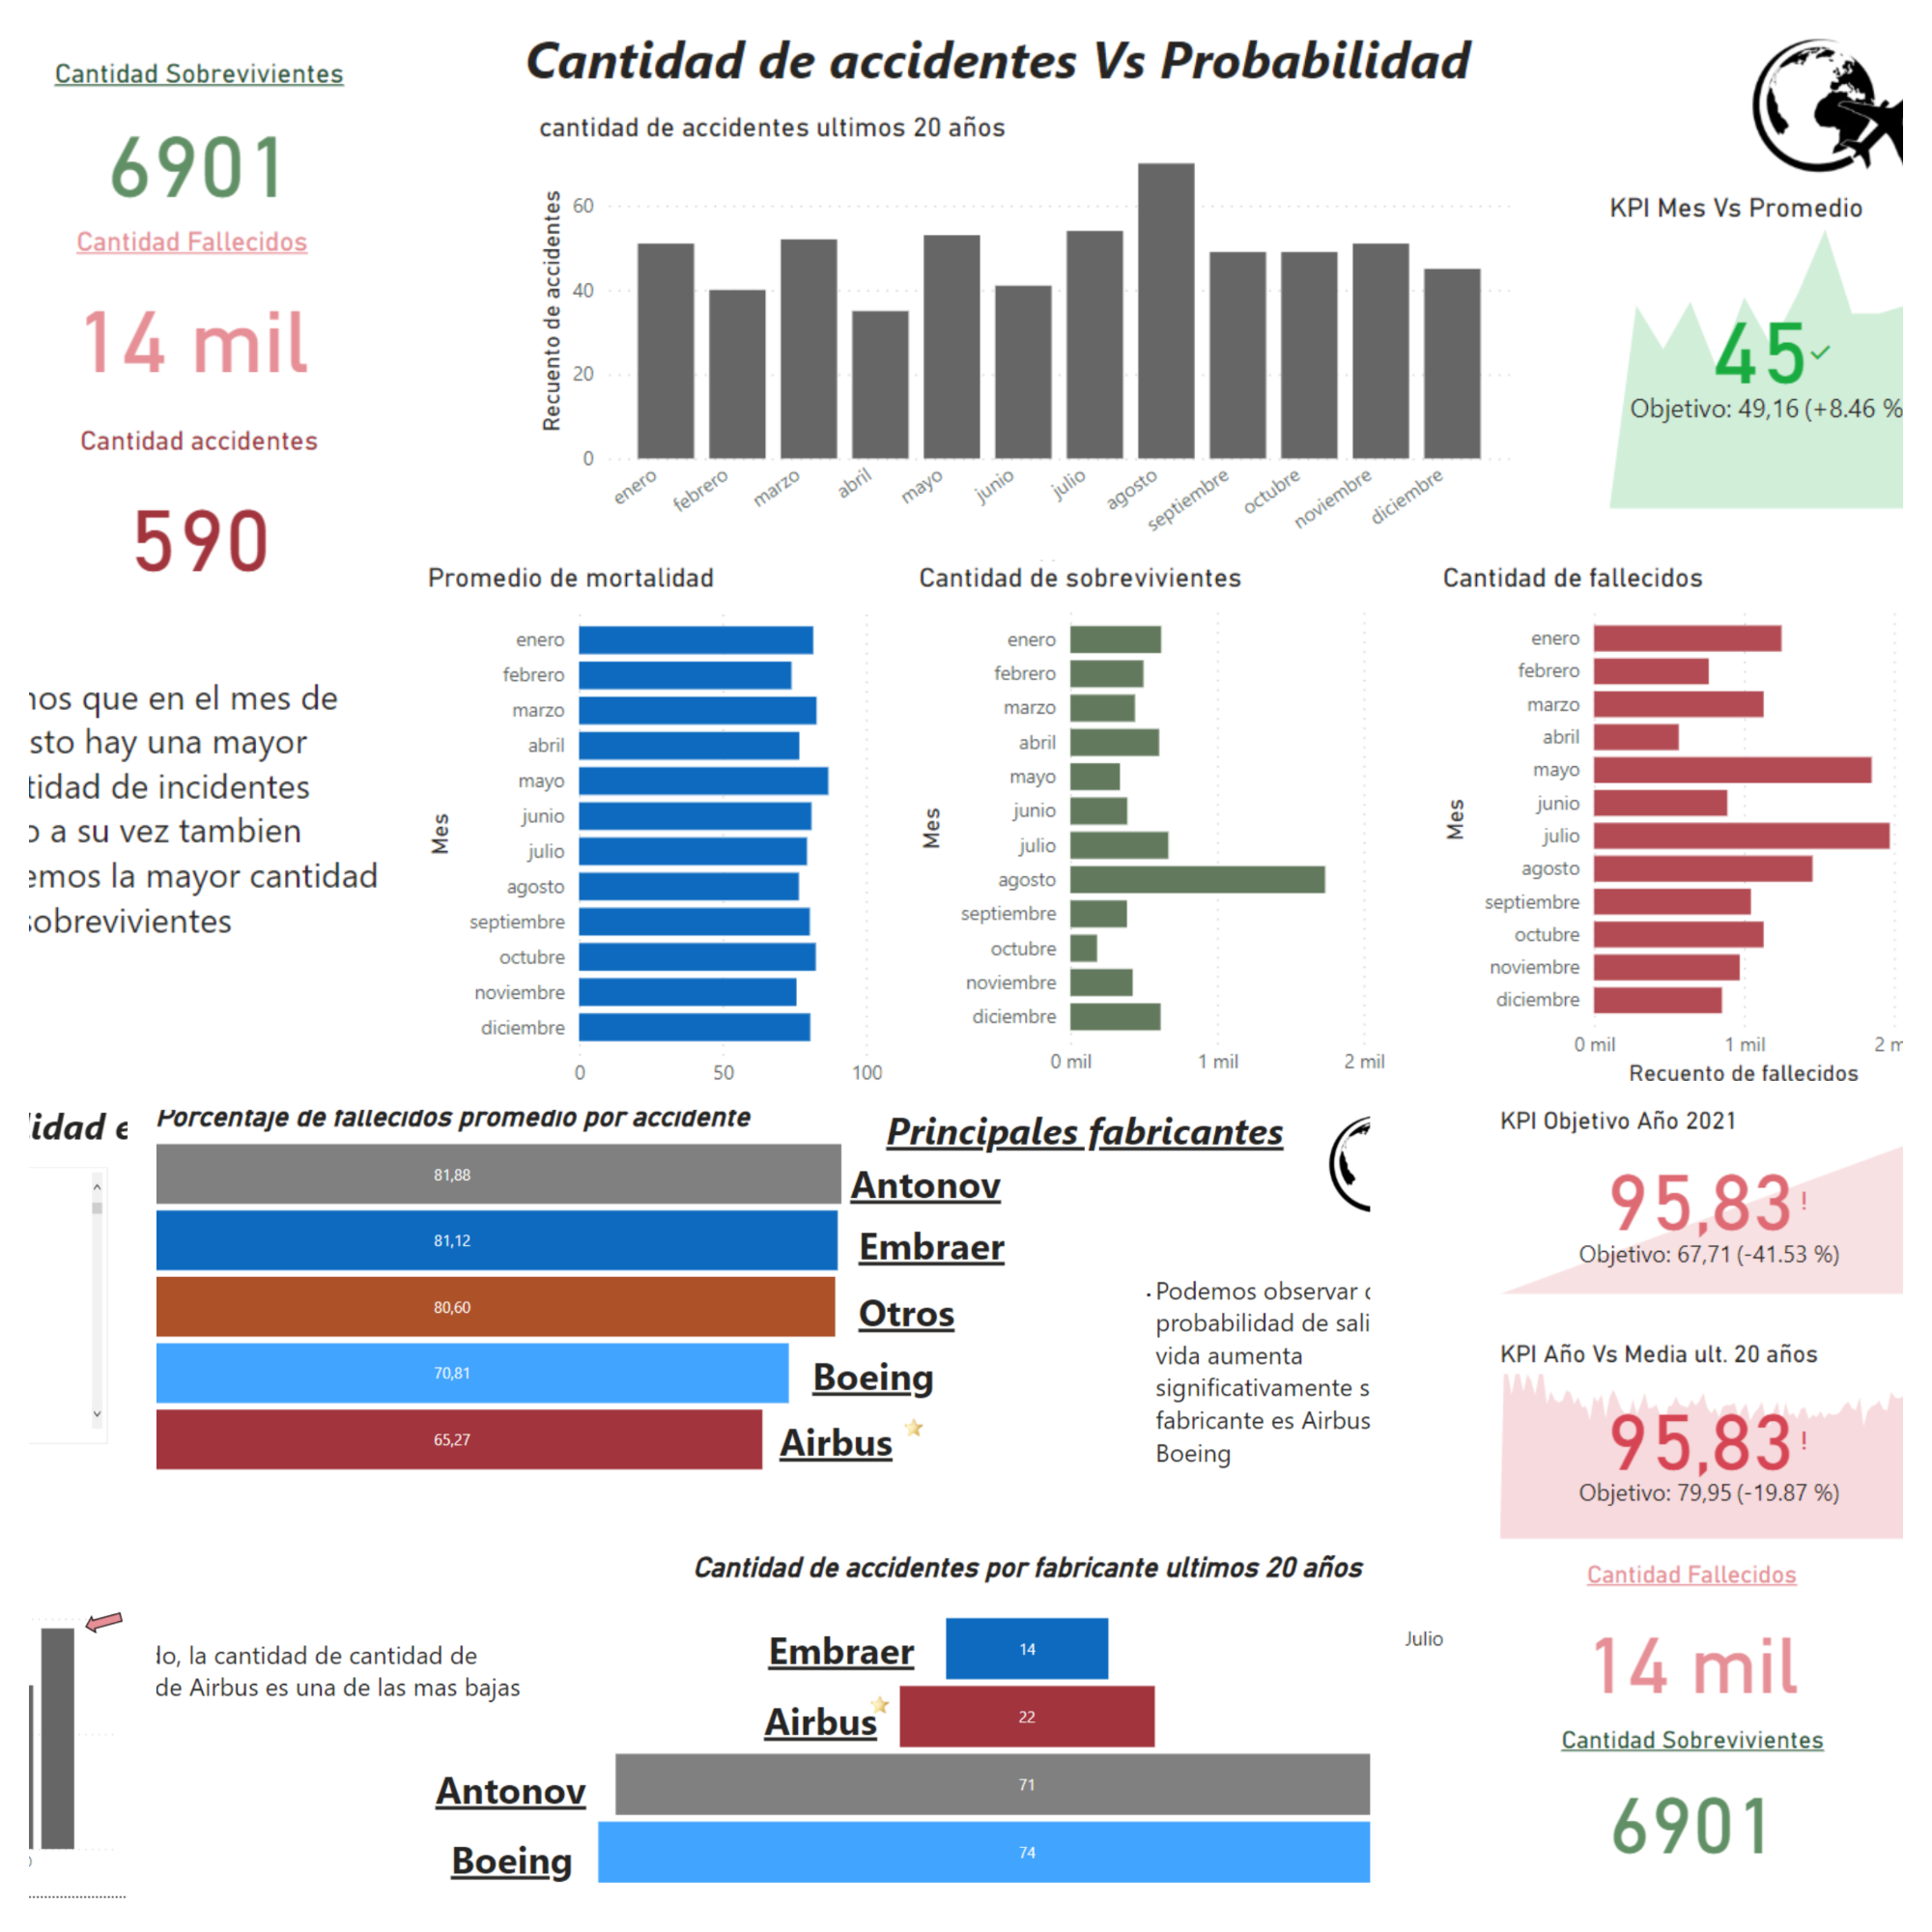 Cantidad Sobrevivientes
6901
Cantidad Fallecidos
14 mil
Cantidad accidentes
590
Cantidad de accidentes Vs Probabilidad
cantidad de accidentes ultimos 20 años
Recuento de accidentes
60
40
20
0
enero
febrero
marzo
abril
mayo
junio
julio
agosto
septiembre
octubre
noviembre
diciembre
KPI Mes Vs Promedio
45
Objetivo: 49,16 (+8.46 %
que en el mes de
hay una mayor
de incidentes
a su vez tambien
la mayor cantidad
Promedio de mortalidad
Mes
enero
febrero
marzo
abril
mayo
junio
julio
agosto
septiembre
octubre
noviembre
diciembre
0
50
100
Cantidad de sobrevivientes
Mes
enero
febrero
marzo
abril
mayo
junio
julio
agosto
septiembre
octubre
noviembre
diciembre
0 mil
1 mil
2 mil
Cantidad de fallecidos
Mes
enero
febrero
marzo
abril
mayo
junio
julio
agosto
septiembre
octubre
noviembre
diciembre
0 mil
1 mil
2 m
Recuento de fallecidos
Porcentaje de fallecidos promedio por accidente
81,88
81,12
80,60
70,81
65,27
Principales fabricantes
Antonov
Embraer
Otros
Boeing
Airbus
Podemos observar
probabilidad de sali
vida aumenta
significativamente s
fabricante es Airbus
Boeing
KPI Objetivo Año 2021
95,83 !
Objetivo: 67,71 (-41.53 %)
KPI Año Vs Media ult. 20 años
95,83 !
Objetivo: 79,95 (-19.87 %)
la cantidad de cantidad de
de Airbus es una de las mas bajas
Cantidad de accidentes por fabricante ultimos 20 años
Embraer
14
Airbus
22
Antonov
71
Boeing
74
Julio
Cantidad Fallecidos
14 mil
Cantidad Sobrevivientes
6901